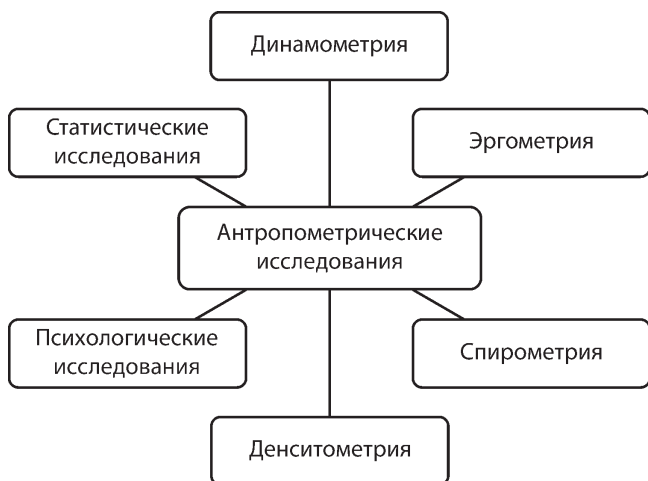 Динамометрия
Статистические
исследования
Эргометрия
Антропометрические
исследования
Психологические
исследования
Спирометрия
Денситометрия